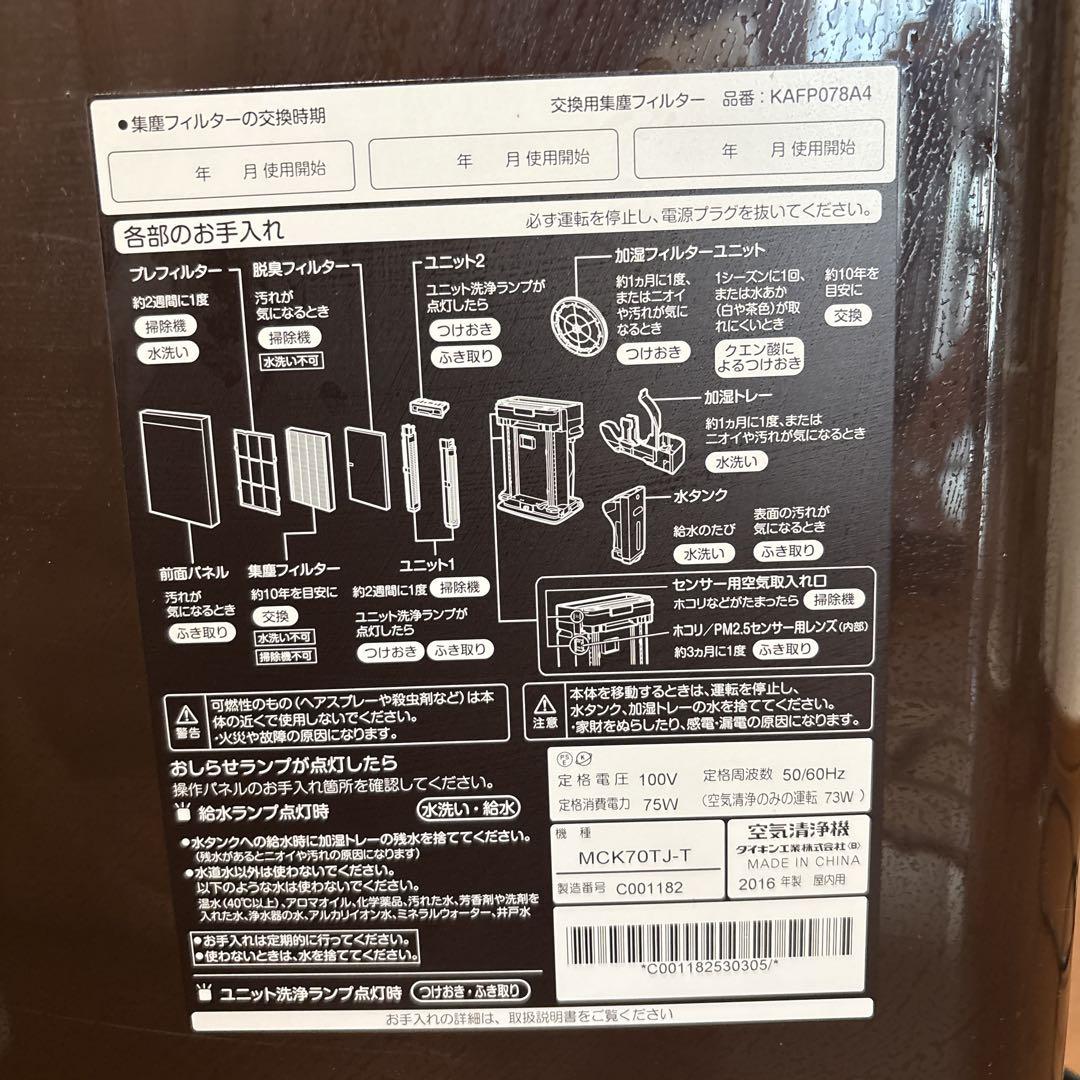 ●集塵フィルターの交換時期
交換用集塵フィルター 品番：KAFP078A4
年 月 使用開始
年 月 使用開始
年 月 使用開始
各部のお手入れ
必ず運転を停止し、電源プラグを抜いてください。
プレフィルター
約2週間に1度
掃除機
水洗い
脱臭フィルター
汚れが
気になるとき
掃除機
水洗い不可
ユニット2
ユニット洗浄ランプが
点灯したら
つけおき
ふき取り
加湿フィルターユニット
約1ヵ月に1度、
またはニオイ
や汚れが気に
なるとき
つけおき
1シーズンに1回、
または水あか
(白や茶色)が取
れにくいとき
クエン酸に
よるつけおき
約10年を
目安に
交換
加湿トレー
約1ヵ月に1度、または
ニオイや汚れが気になるとき
水洗い
水タンク
給水のたび
水洗い
表面の汚れが
気になるとき
ふき取り
前面パネル
汚れが
気になるとき
ふき取り
集塵フィルター
約10年を目安に
交換
水洗い不可
掃除機不可
ユニット1
約2週間に1度 掃除機
ユニット洗浄ランプが
点灯したら
つけおき ふき取り
センサー用空気取入れ口
ホコリなどがたまったら 掃除機
ホコリ/PM2.5センサー用レンズ(内部)
約3ヵ月に1度 ふき取り
警告
可燃性のもの(ヘアスプレーや殺虫剤など)は本
体の近くで使用しないでください。
・火災や故障の原因になります。
注意
本体を移動するときは、運転を停止し、
水タンク、加湿トレーの水を捨ててください。
・家財をぬらしたり、感電・漏電の原因になります。
おしらせランプが点灯したら
操作パネルのお手入れ箇所を確認してください。
給水ランプ点灯時 水洗い・給水
●水タンクへの給水時に加湿トレーの残水を捨ててください。
(残水があるとニオイや汚れの原因になります)
●水道水以外は使わないでください。
以下のような水は使わないでください。
温水(40℃以上)、アロマオイル、化学薬品、汚れた水、芳香剤や洗剤を
入れた水、浄水器の水、アルカリイオン水、ミネラルウォーター、井戸水
●お手入れは定期的に行ってください。
●使わないときは、水を捨ててください。
ユニット洗浄ランプ点灯時 つけおき・ふき取り
PS
E
定格電圧 100V 定格周波数 50/60Hz
定格消費電力 75W (空気清浄のみの運転 73W)
機種
MCK70TJ-T
製造番号 C001182
空気清浄機
ダイキン工業株式会社(B)
MADE IN CHINA
2016 年製 屋内用
*C001182530305/*
お手入れの詳細は、取扱説明書をご覧ください